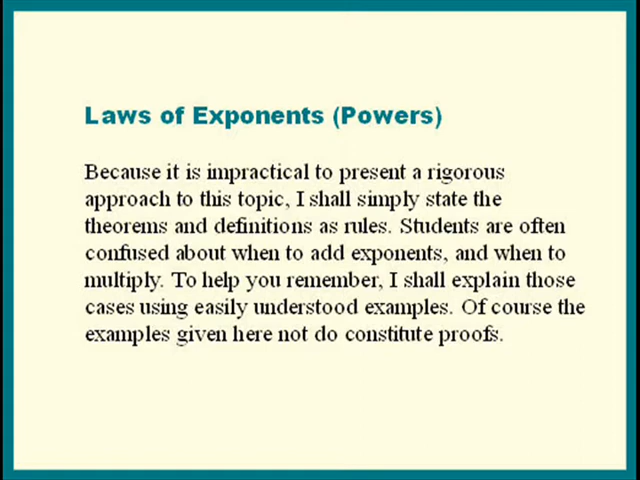 Laws of Exponents (Powers)
Because it is impractical to present a rigorous
approach to this topic, I shall simply state the
theorems and definitions as rules. Students are often
confused about when to add exponents, and when to
multiply. To help you remember, I shall explain those
cases using easily understood examples. Of course the
examples given here not do constitute proofs.